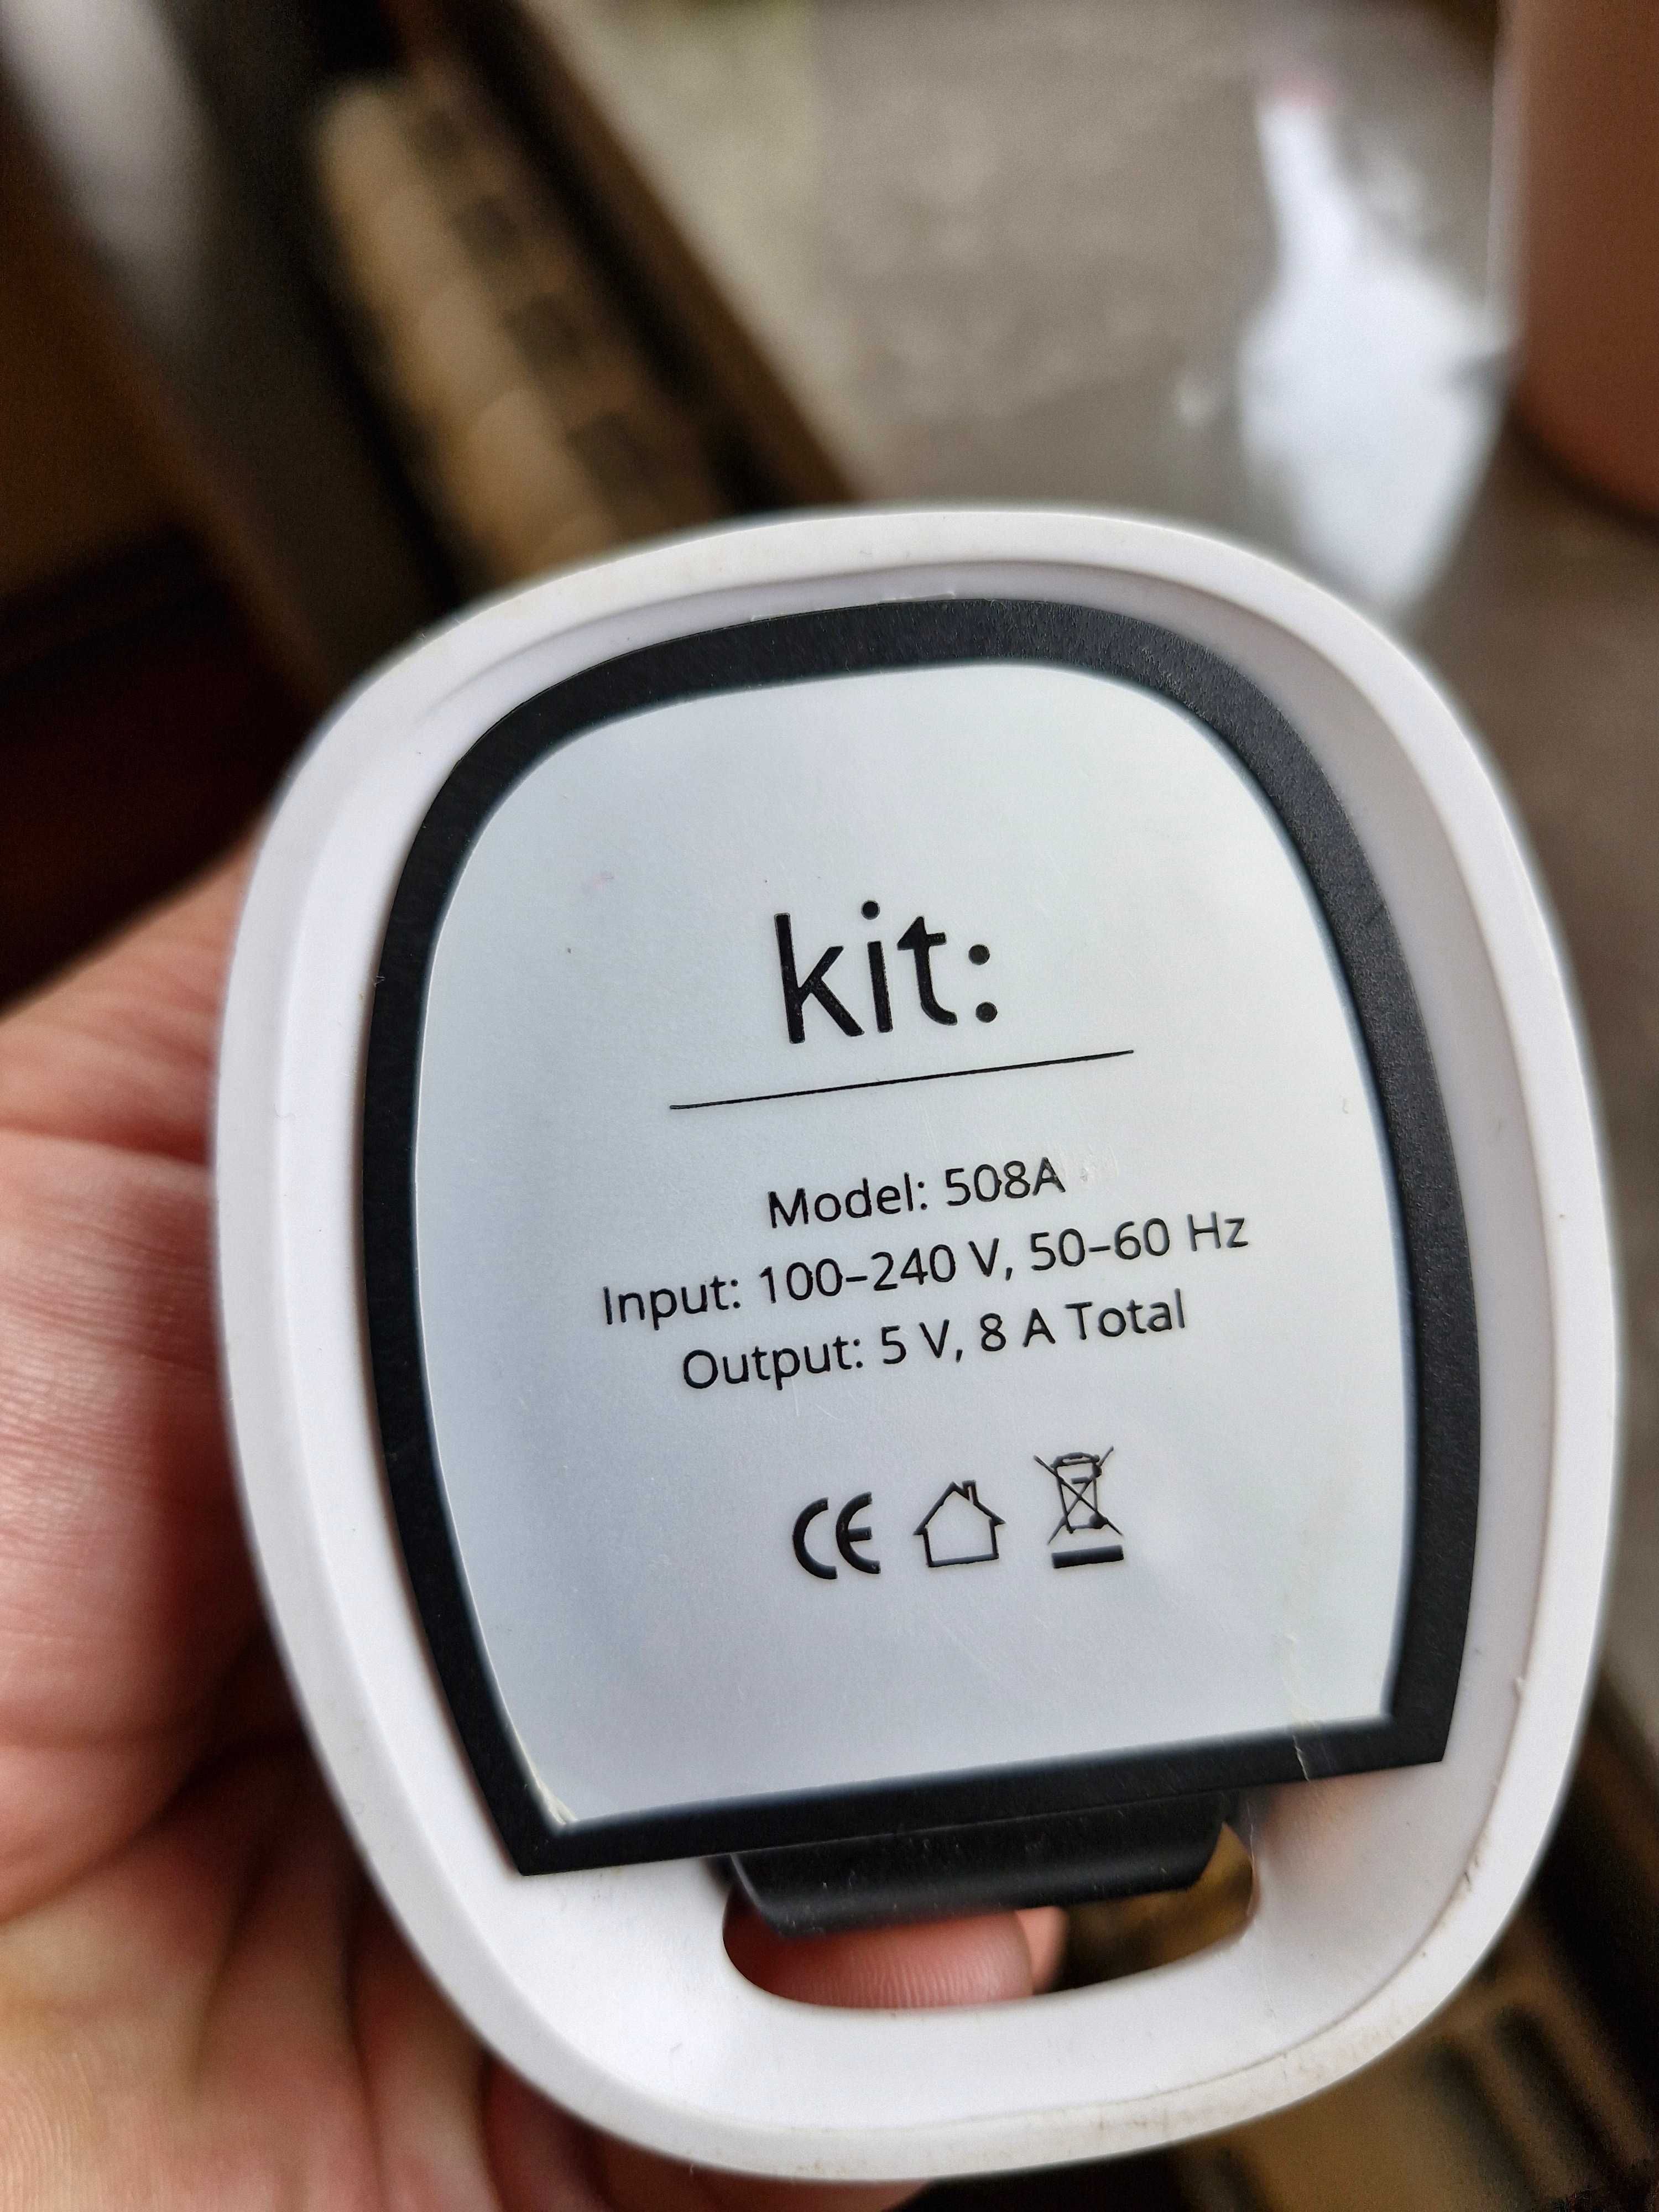 kit:
Model: 508A
Input: 100–240 V, 50–60 Hz
Output: 5 V, 8 A Total
CE